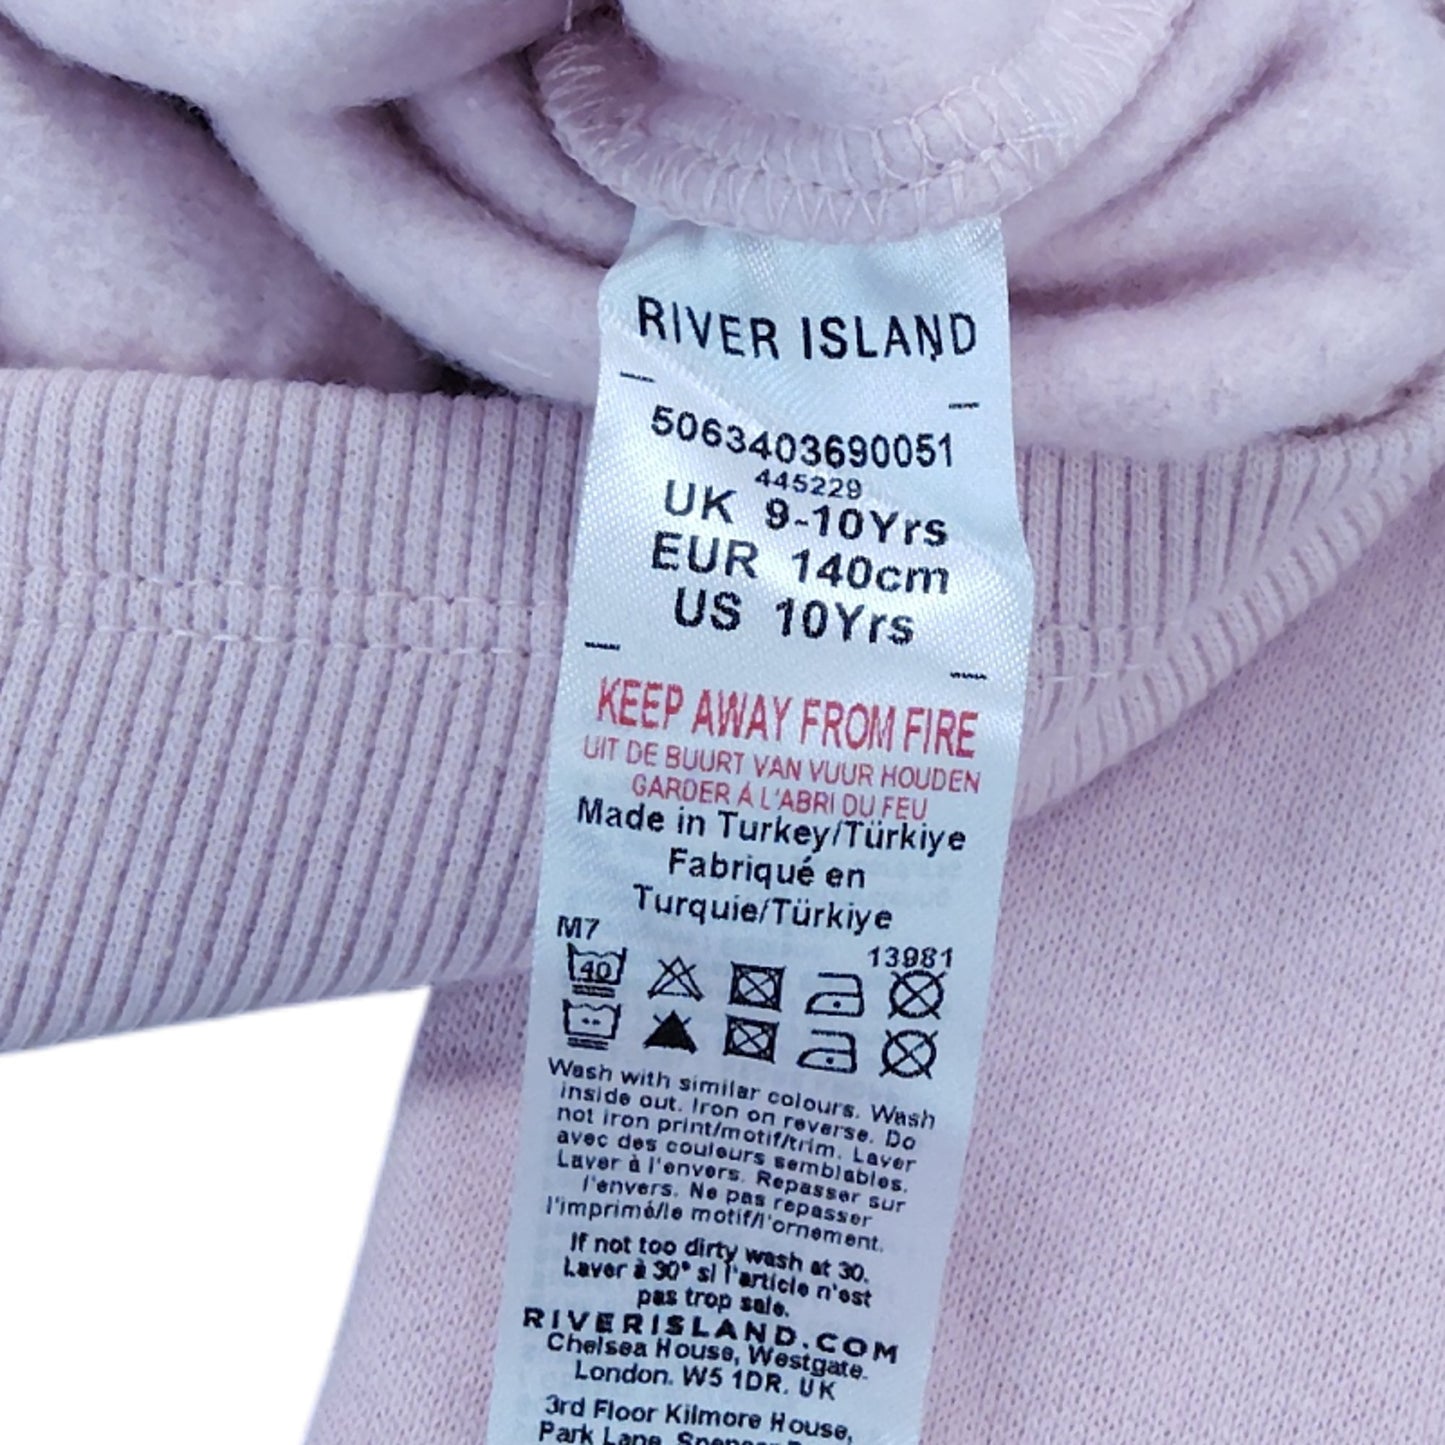 RIVER ISLAND
5063403690051
445229
UK 9-10Yrs
EUR 140cm
US 10Yrs
KEEP AWAY FROM FIRE
UIT DE BUURT VAN VUUR HOUDEN
GARDER À L'ABRI DU FEU
Made in Turkey/Türkiye
Fabriqué en
Turquie/Türkiye
M7
13981
40
Wash with similar colours. Wash
inside out. Iron on reverse. Do
not iron print/motif/trim. Laver
avec des couleurs semblables.
Laver à l'envers. Repasser sur
l'envers. Ne pas repasser
l'imprimé/le motif/l'ornement.
If not too dirty wash at 30.
Laver à 30° si l'article n'est
pas trop sale.
RIVERISLAND.COM
Chelsea House, Westgate.
London. W5 1DR. UK
3rd Floor Kilmore House,
Park Lane, Spencer